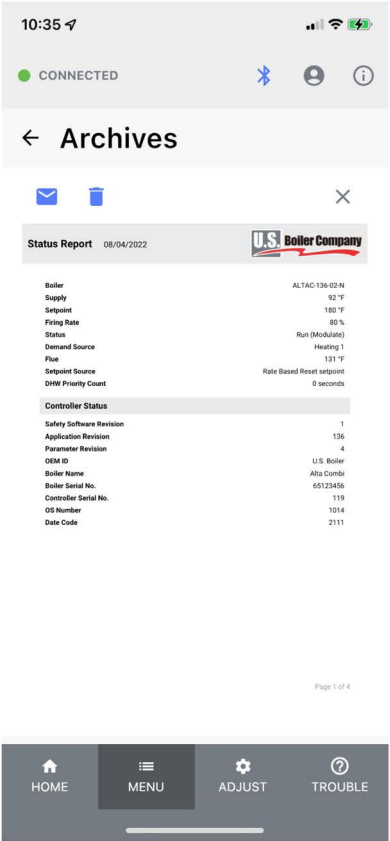 10:35
CONNECTED
Archives
Status Report 08/04/2022 U.S. Boiler Company
Boiler ALTAC-136-02-N
Supply 92 °F
Setpoint 180 °F
Firing Rate 80 %
Status Run (Modulate)
Demand Source Heating 1
Flue 131 °F
Setpoint Source Rate Based Reset setpoint
DHW Priority Count 0 seconds
Controller Status
Safety Software Revision 1
Application Revision 136
Parameter Revision 4
OEM ID U.S. Boiler
Boiler Name Alta Combi
Boiler Serial No. 65123456
Controller Serial No. 119
OS Number 1014
Date Code 2111
Page 1 of 4
HOME MENU ADJUST TROUBLE